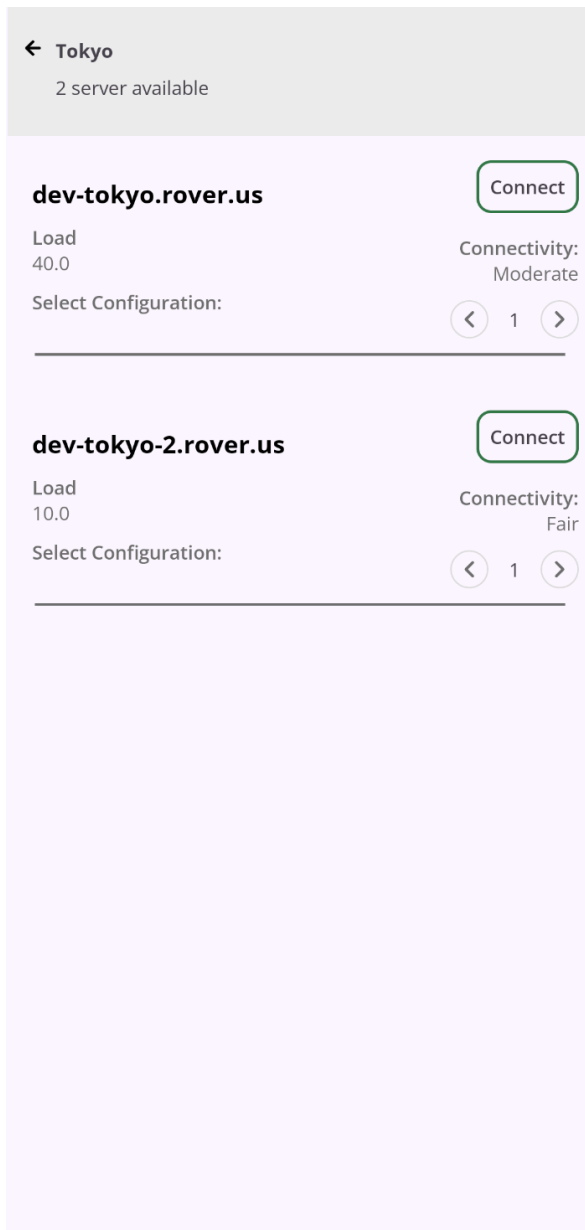 Tokyo
2 server available
dev-tokyo.rover.us
Connect
Load
40.0
Connectivity:
Moderate
Select Configuration:
1
dev-tokyo-2.rover.us
Connect
Load
10.0
Connectivity:
Fair
Select Configuration:
1